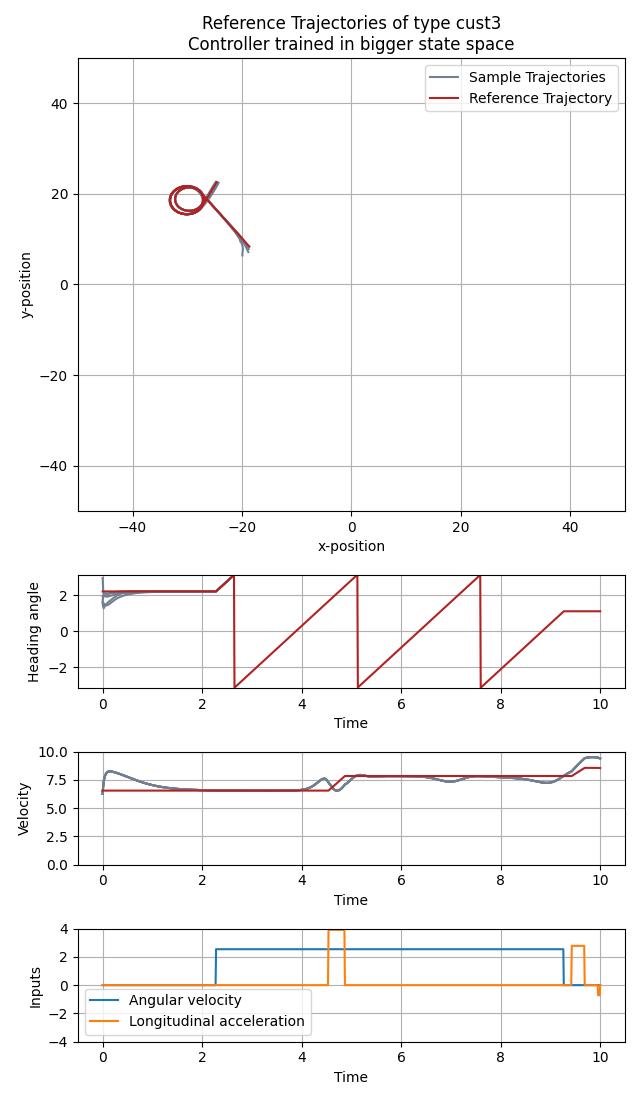 Reference Trajectories of type cust3
Controller trained in bigger state space
Sample Trajectories
Reference Trajectory
40
20
0
−20
−40
y-position
−40 −20 0 20 40
x-position
2
0
−2
Heading angle
0 2 4 6 8 10
Time
10.0
7.5
5.0
2.5
0.0
Velocity
0 2 4 6 8 10
Time
4
2
0
−2
−4
Inputs
Angular velocity
Longitudinal acceleration
0 2 4 6 8 10
Time